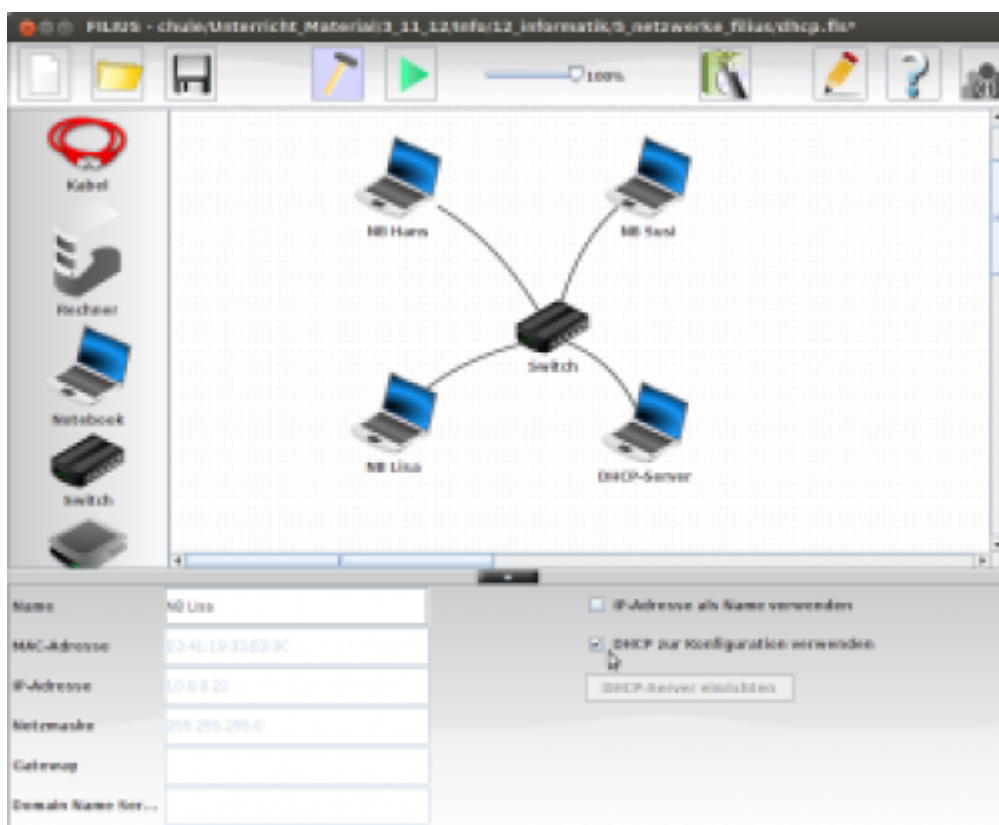 FILIUS - chule/Unterricht_Material/3_11_12/info/12_informatik/5_netzwerke_filius/dhcp.fls*
100%
Kabel
Rechner
Notebook
Switch
NB Hans
NB Susi
Switch
NB Lisa
DHCP-Server
Name
NB Lisa
MAC-Adresse
IP-Adresse
Netzmaske
255.255.255.0
Gateway
Domain Name Ser...
IP-Adresse als Name verwenden
DHCP zur Konfiguration verwenden
DHCP-Server einrichten